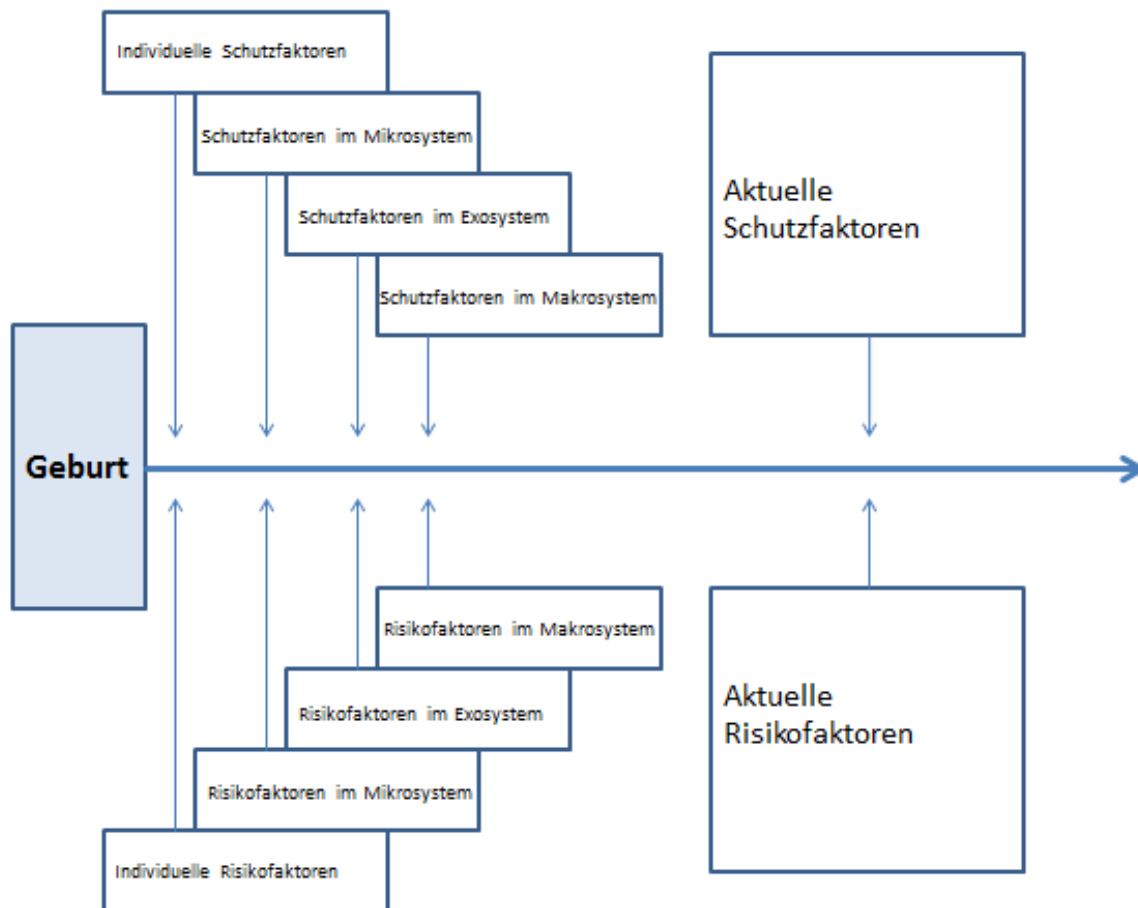 Individuelle Schutzfaktoren
Schutzfaktoren im Mikrosystem
Schutzfaktoren im Exosystem
Schutzfaktoren im Makrosystem
Aktuelle
Schutzfaktoren
Geburt
Risikofaktoren im Makrosystem
Risikofaktoren im Exosystem
Risikofaktoren im Mikrosystem
Individuelle Risikofaktoren
Aktuelle
Risikofaktoren